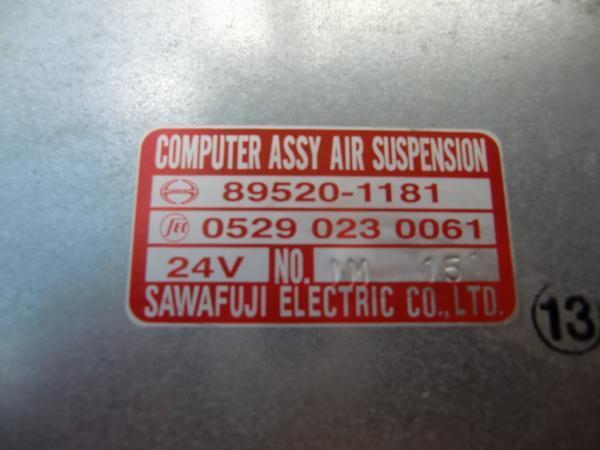 COMPUTER ASSY AIR SUSPENSION
89520-1181
0529 023 0061
24V NO.
SAWAFUJI ELECTRIC CO.,LTD.
13